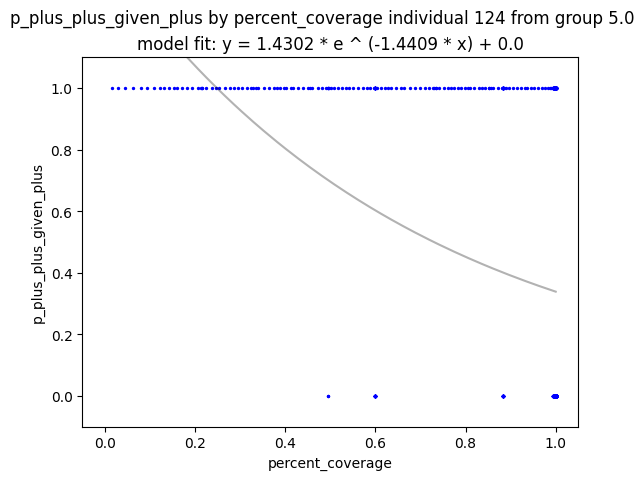 p_plus_plus_given_plus by percent_coverage individual 124 from group 5.0
model fit: y = 1.4302 * e ^ (-1.4409 * x) + 0.0
1.0
0.8
0.6
0.4
0.2
0.0
p_plus_plus_given_plus
0.0 0.2 0.4 0.6 0.8 1.0
percent_coverage